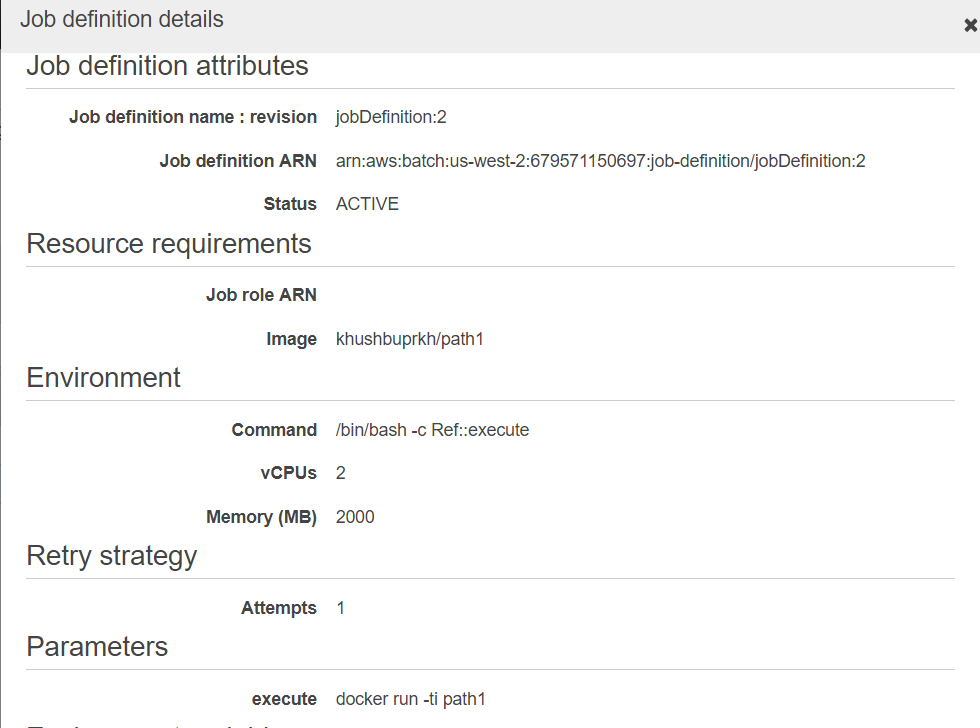 Job definition details
Job definition attributes
Job definition name : revision jobDefinition:2
Job definition ARN arn:aws:batch:us-west-2:679571150697:job-definition/jobDefinition:2
Status ACTIVE
Resource requirements
Job role ARN
Image khushbuprkh/path1
Environment
Command /bin/bash -c Ref::execute
vCPUs 2
Memory (MB) 2000
Retry strategy
Attempts 1
Parameters
execute docker run -ti path1